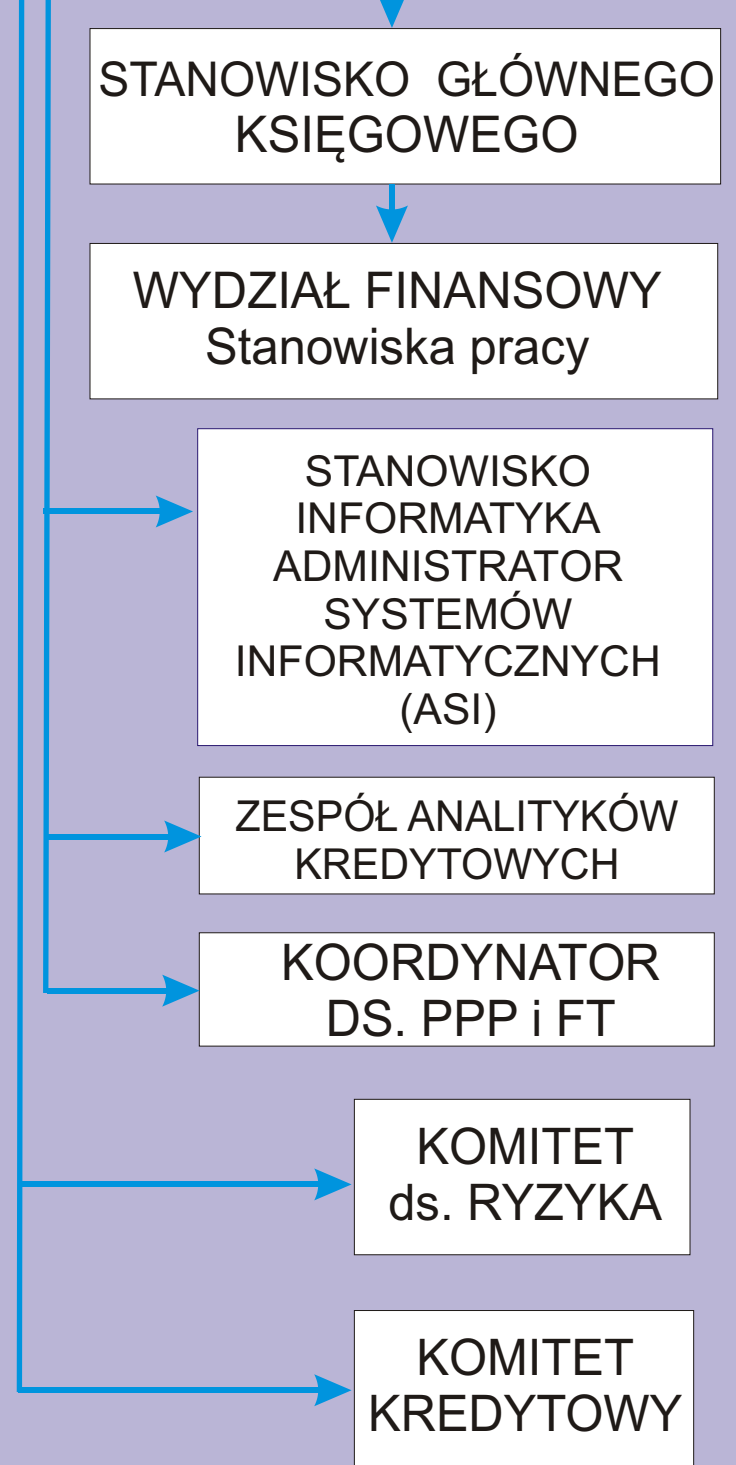 STANOWISKO GŁÓWNEGO
KSIĘGOWEGO
WYDZIAŁ FINANSOWY
Stanowiska pracy
STANOWISKO
INFORMATYKA
ADMINISTRATOR
SYSTEMÓW
INFORMATYCZNYCH
(ASI)
ZESPÓŁ ANALITYKÓW
KREDYTOWYCH
KOORDYNATOR
DS. PPP i FT
KOMITET
ds. RYZYKA
KOMITET
KREDYTOWY